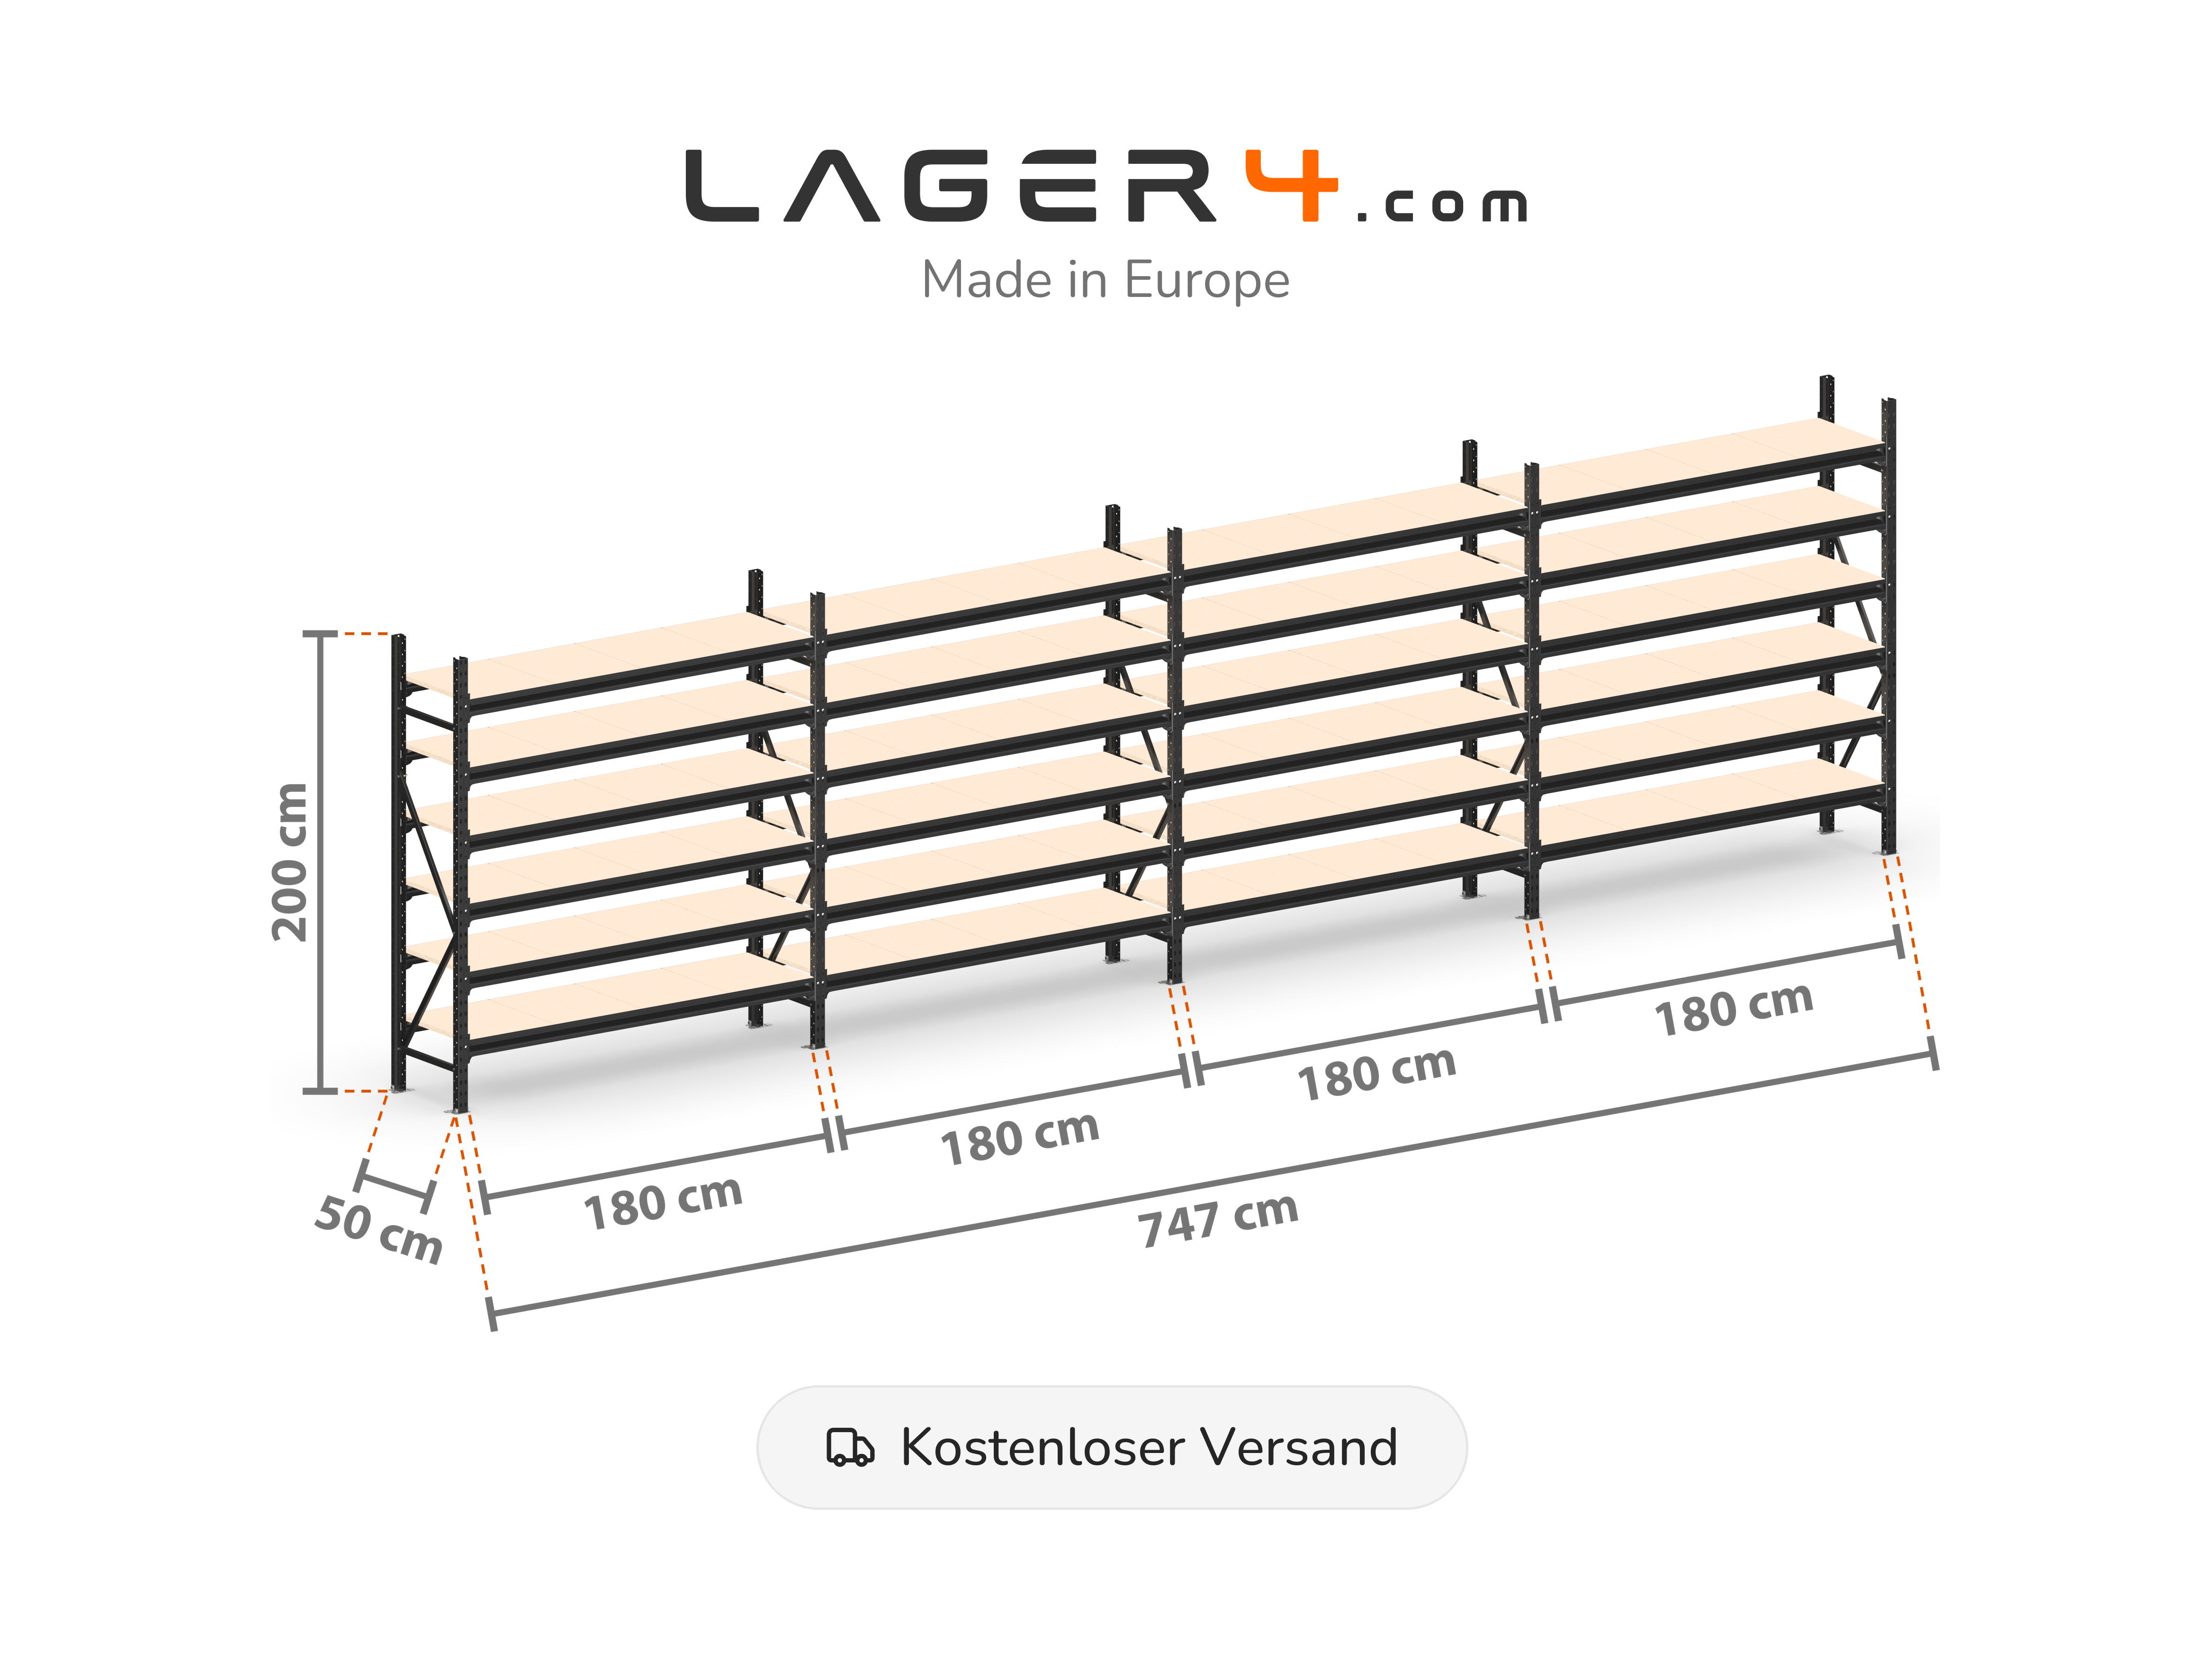 LAGER4.com
Made in Europe
200 cm
50 cm
180 cm
180 cm
180 cm
180 cm
747 cm
Kostenloser Versand